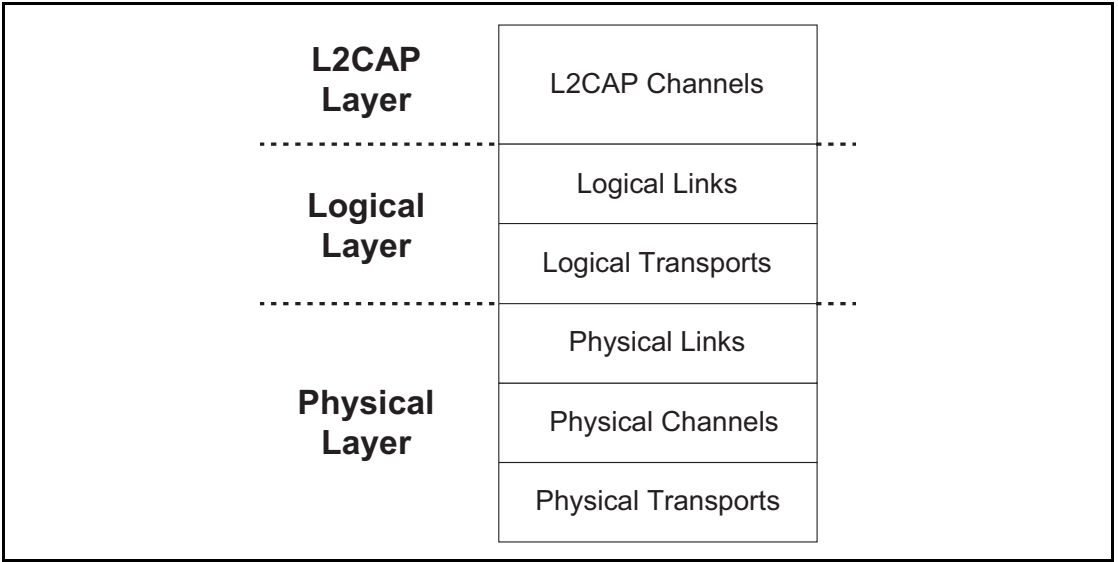 L2CAP
Layer
L2CAP Channels
Logical
Layer
Logical Links
Logical Transports
Physical
Layer
Physical Links
Physical Channels
Physical Transports